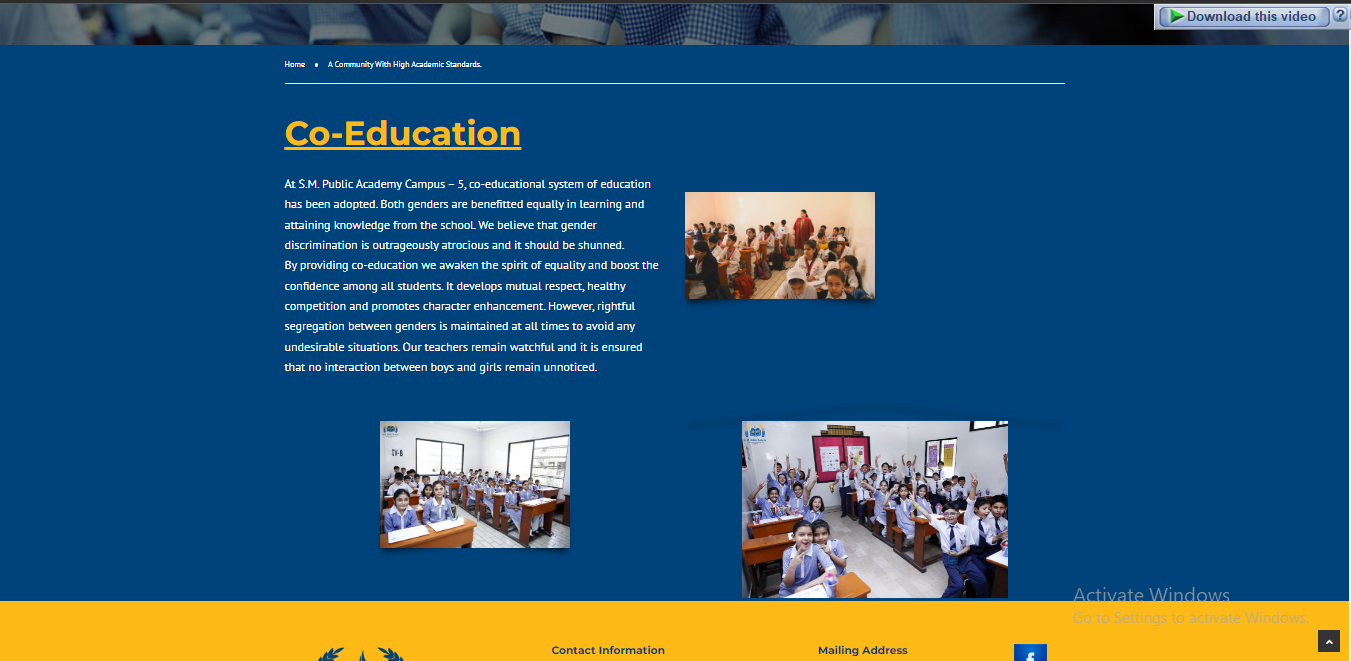 Download this video
?
Home
A Community With High Academic Standards.
Co-Education
At S.M. Public Academy Campus – 5, co-educational system of education
has been adopted. Both genders are benefitted equally in learning and
attaining knowledge from the school. We believe that gender
discrimination is outrageously atrocious and it should be shunned.
By providing co-education we awaken the spirit of equality and boost the
confidence among all students. It develops mutual respect, healthy
competition and promotes character enhancement. However, rightful
segregation between genders is maintained at all times to avoid any
undesirable situations. Our teachers remain watchful and it is ensured
that no interaction between boys and girls remain unnoticed.
Activate Windows
Go to Settings to activate Windows.
Contact Information
Mailing Address